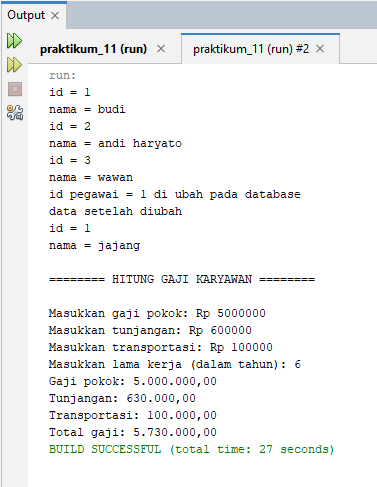 Output ×
praktikum_11 (run) × praktikum_11 (run) #2 ×
run:
id = 1
nama = budi
id = 2
nama = andi haryato
id = 3
nama = wawan
id pegawai = 1 di ubah pada database
data setelah diubah
id = 1
nama = jajang
======== HITUNG GAJI KARYAWAN ========
Masukkan gaji pokok: Rp 5000000
Masukkan tunjangan: Rp 600000
Masukkan transportasi: Rp 100000
Masukkan lama kerja (dalam tahun): 6
Gaji pokok: 5.000.000,00
Tunjangan: 630.000,00
Transportasi: 100.000,00
Total gaji: 5.730.000,00
BUILD SUCCESSFUL (total time: 27 seconds)